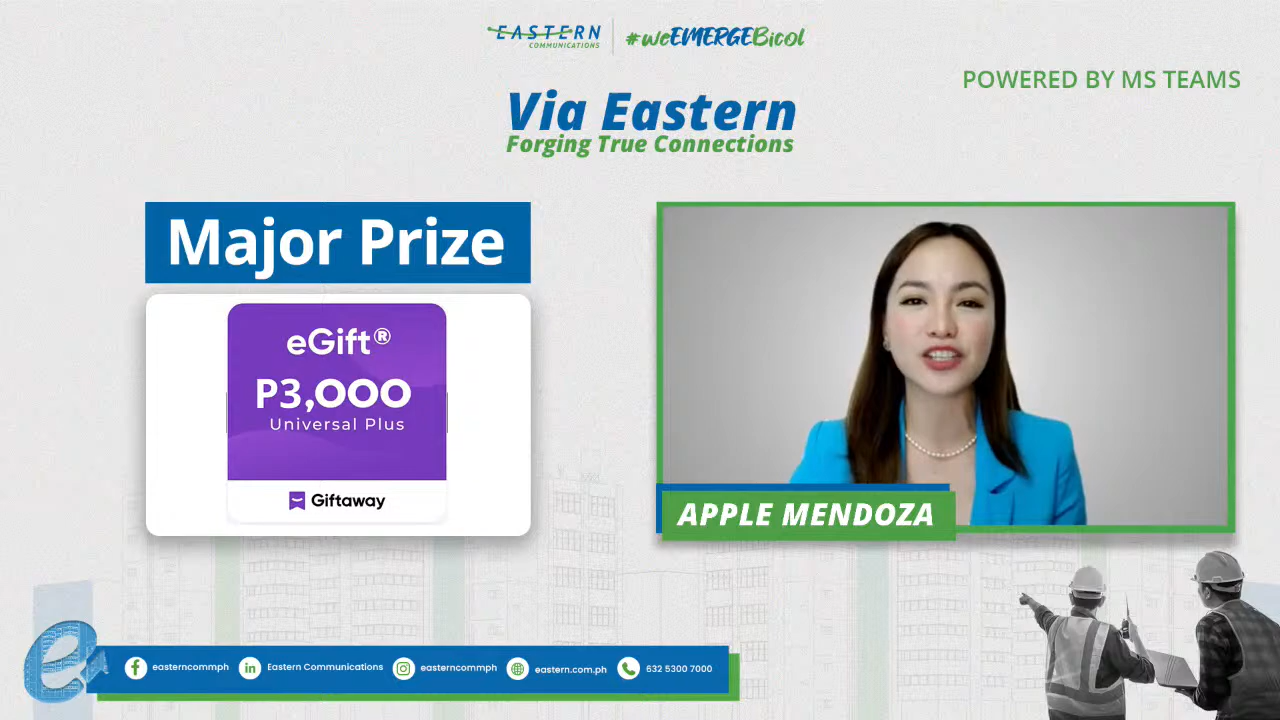 EASTERN
COMMUNICATIONS
#weEMERGEBicol
POWERED BY MS TEAMS
Via Eastern
Forging True Connections
Major Prize
eGift®
P3,000
Universal Plus
Giftaway
APPLE MENDOZA
easterncommph
Eastern Communications
easterncommph
eastern.com.ph
632 5300 7000